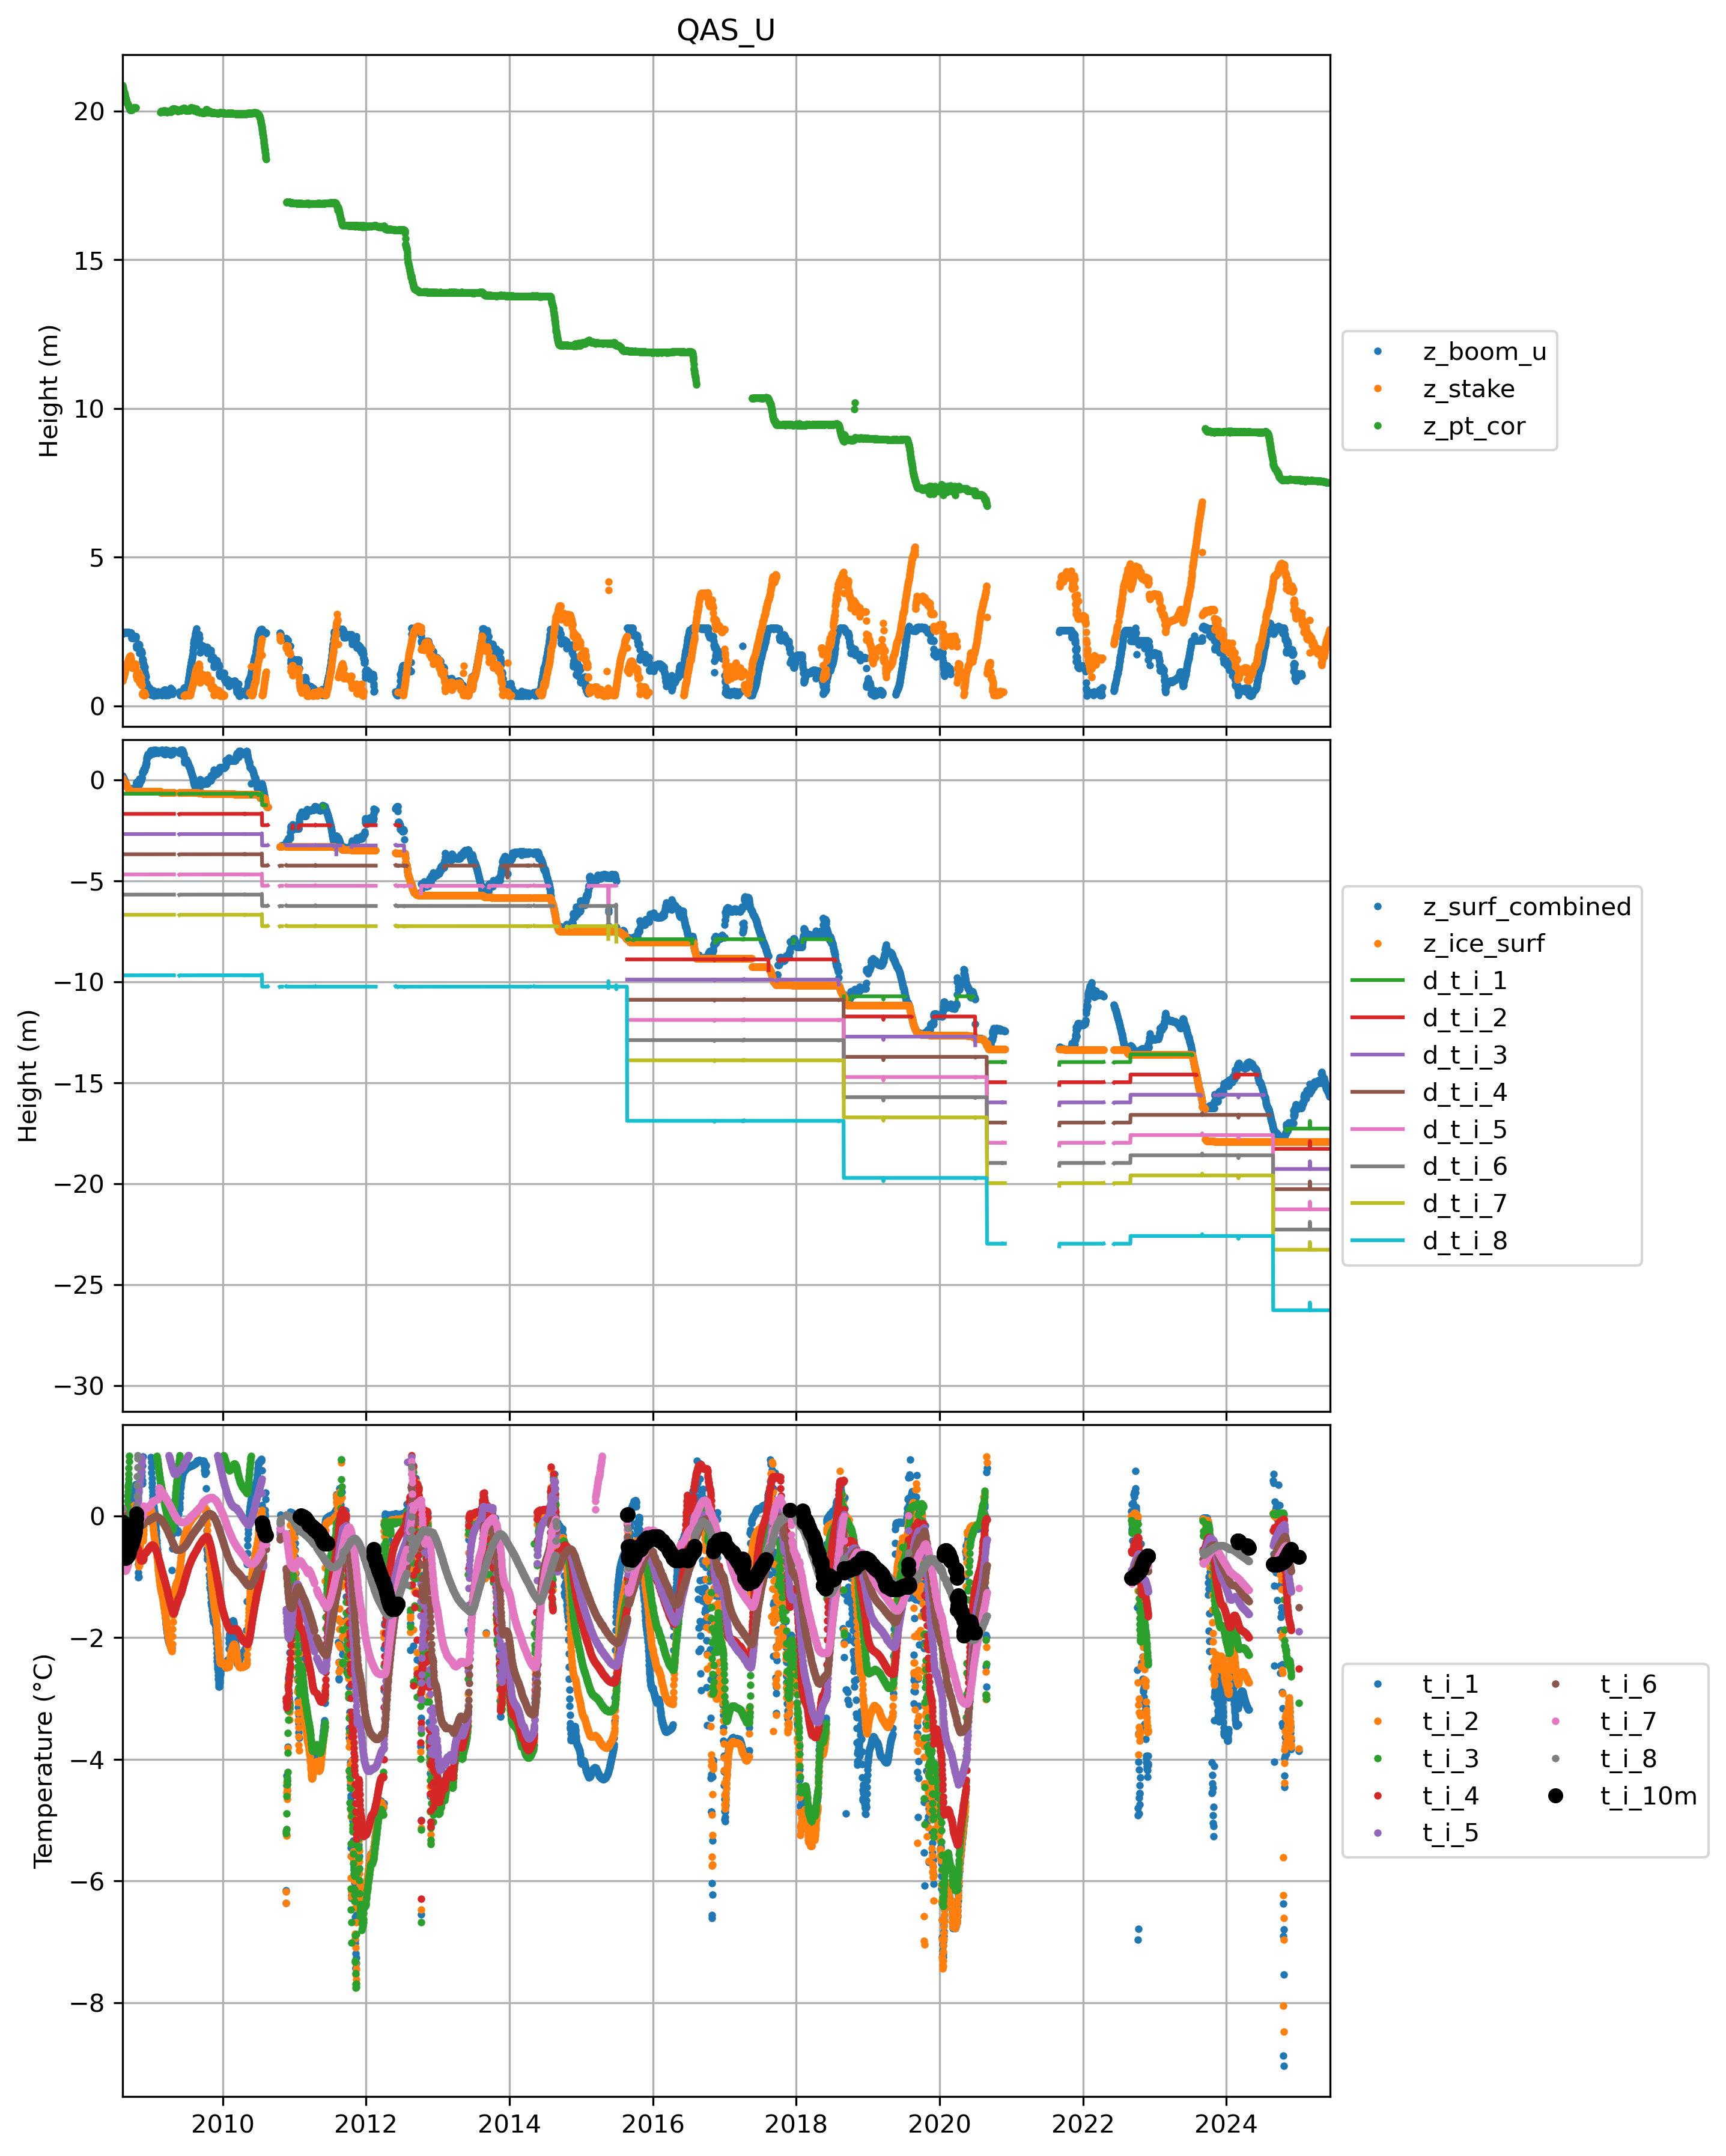 QAS_U
20
15
10
5
0
Height (m)
z_boom_u
z_stake
z_pt_cor
0
−5
−10
−15
−20
−25
−30
Height (m)
z_surf_combined
z_ice_surf
d_t_i_1
d_t_i_2
d_t_i_3
d_t_i_4
d_t_i_5
d_t_i_6
d_t_i_7
d_t_i_8
0
−2
−4
−6
−8
Temperature (°C)
t_i_1 t_i_6
t_i_2 t_i_7
t_i_3 t_i_8
t_i_4 t_i_10m
t_i_5
2010 2012 2014 2016 2018 2020 2022 2024